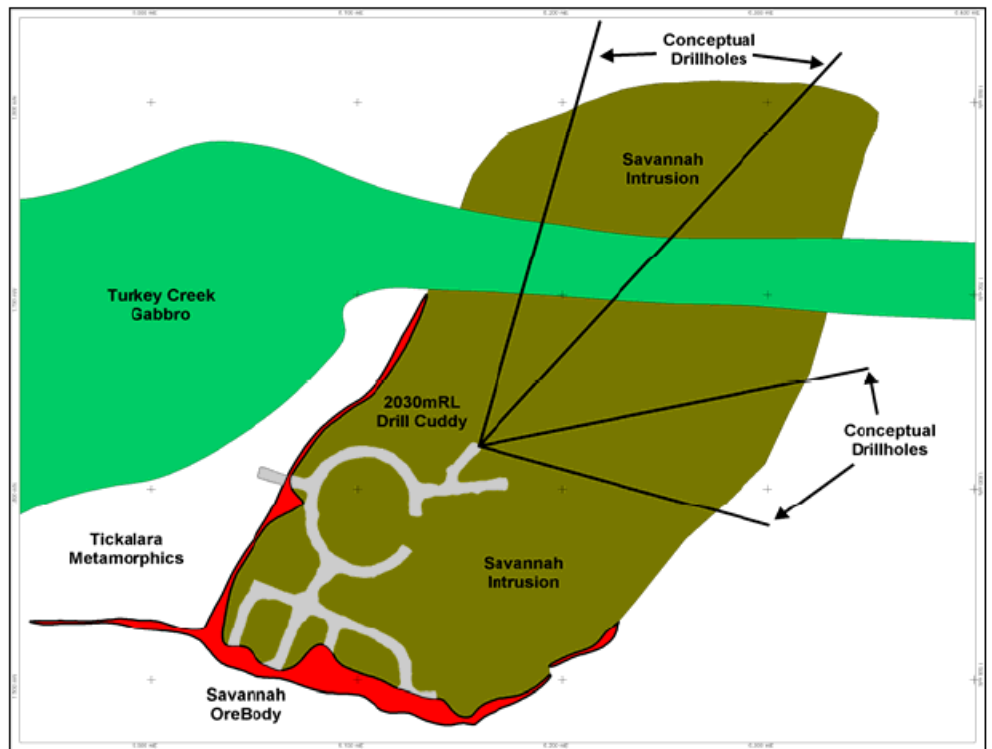 Conceptual
Drillholes
Savannah
Intrusion
Turkey Creek
Gabbro
2030mRL
Drill Cuddy
Conceptual
Drillholes
Tickalara
Metamorphics
Savannah
Intrusion
Savannah
OreBody